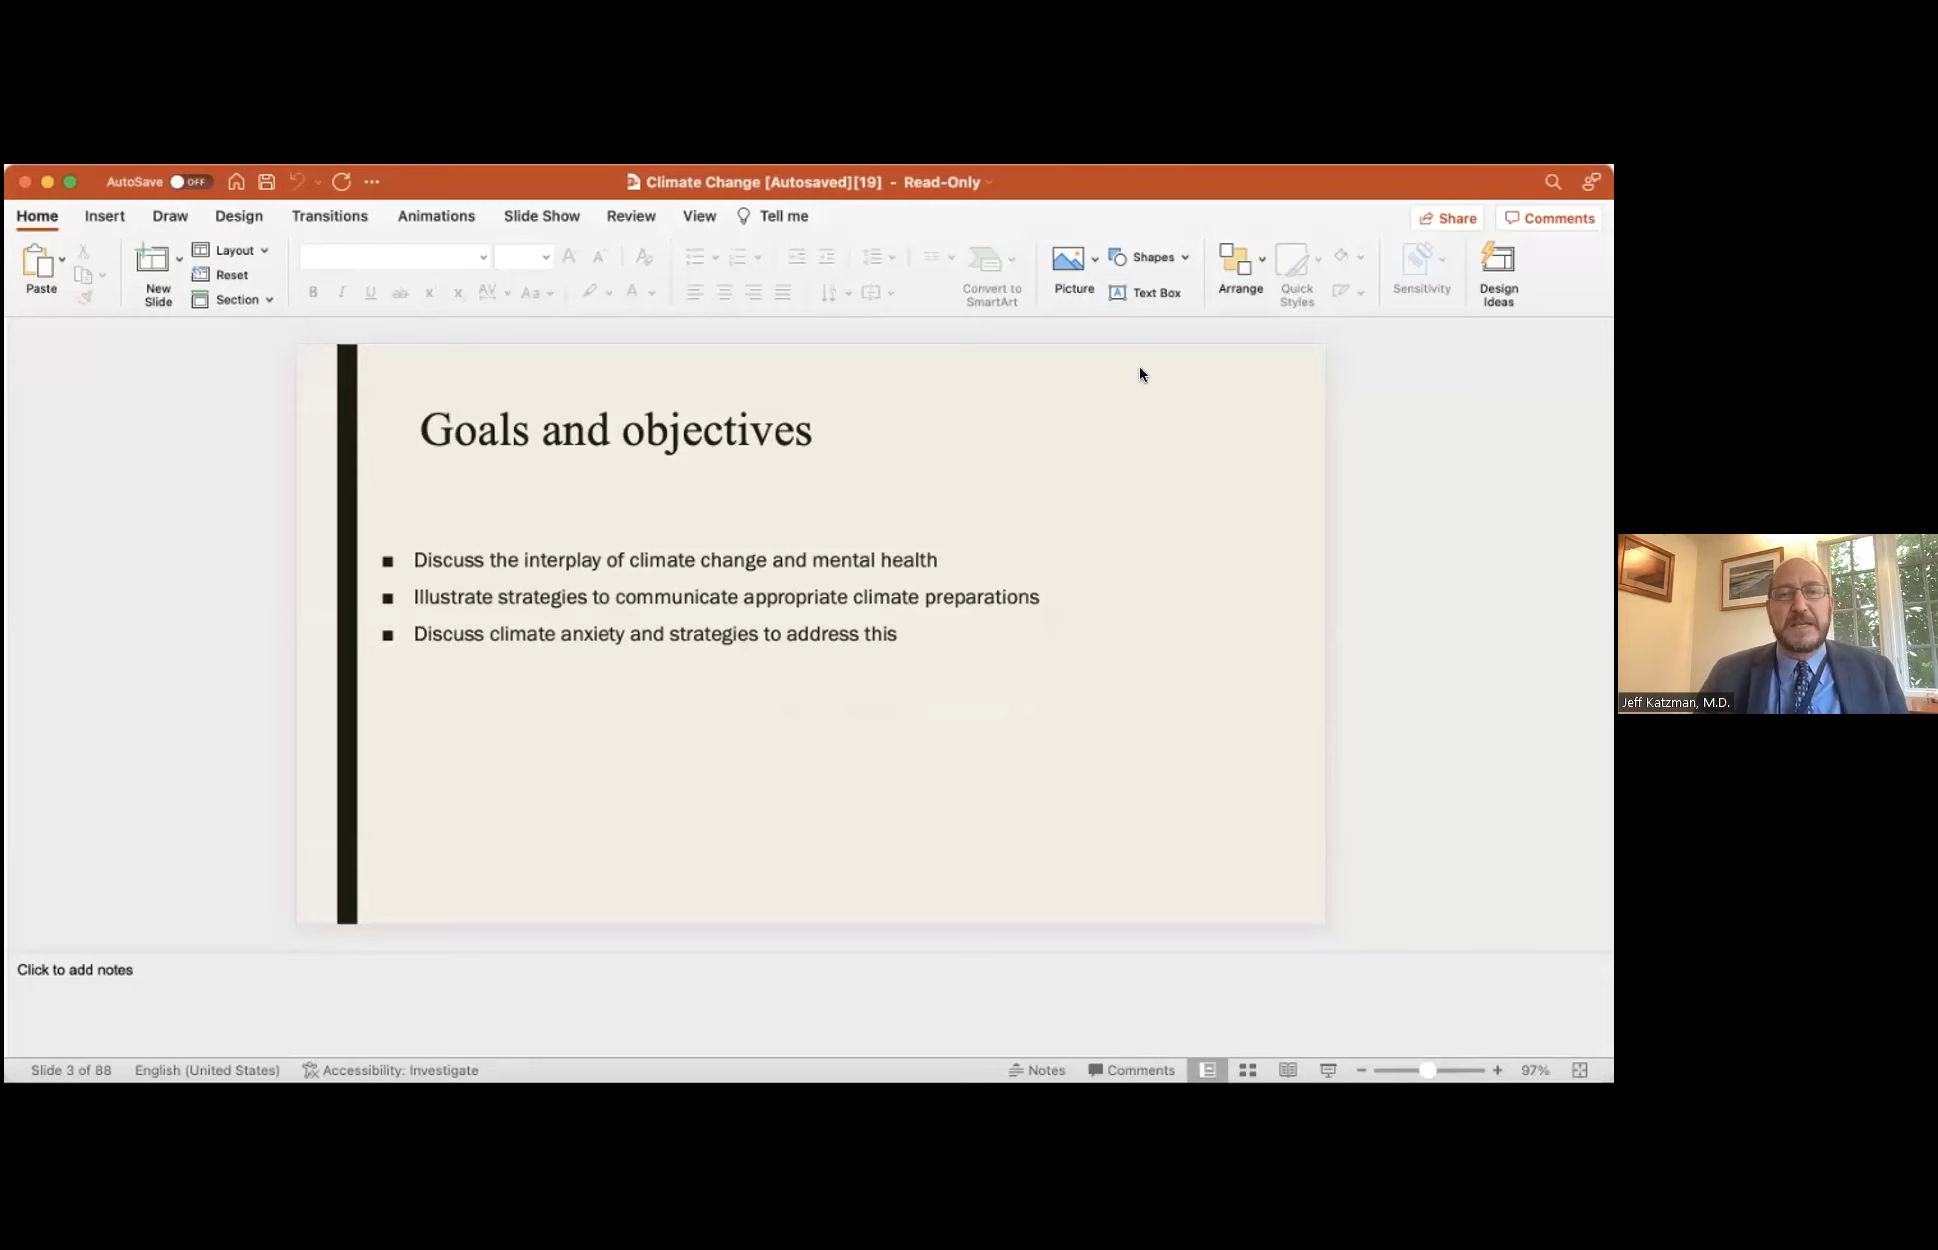 AutoSave OFF
Climate Change [Autosaved][19] - Read-Only
Home Insert Draw Design Transitions Animations Slide Show Review View Tell me
Share Comments
Paste
New Slide
Layout
Reset
Section
Convert to SmartArt
Picture
Shapes
Text Box
Arrange
Quick Styles
Sensitivity
Design Ideas
Goals and objectives
■ Discuss the interplay of climate change and mental health
■ Illustrate strategies to communicate appropriate climate preparations
■ Discuss climate anxiety and strategies to address this
Jeff Katzman, M.D.
Click to add notes
Slide 3 of 88 English (United States) Accessibility: Investigate Notes Comments 97%